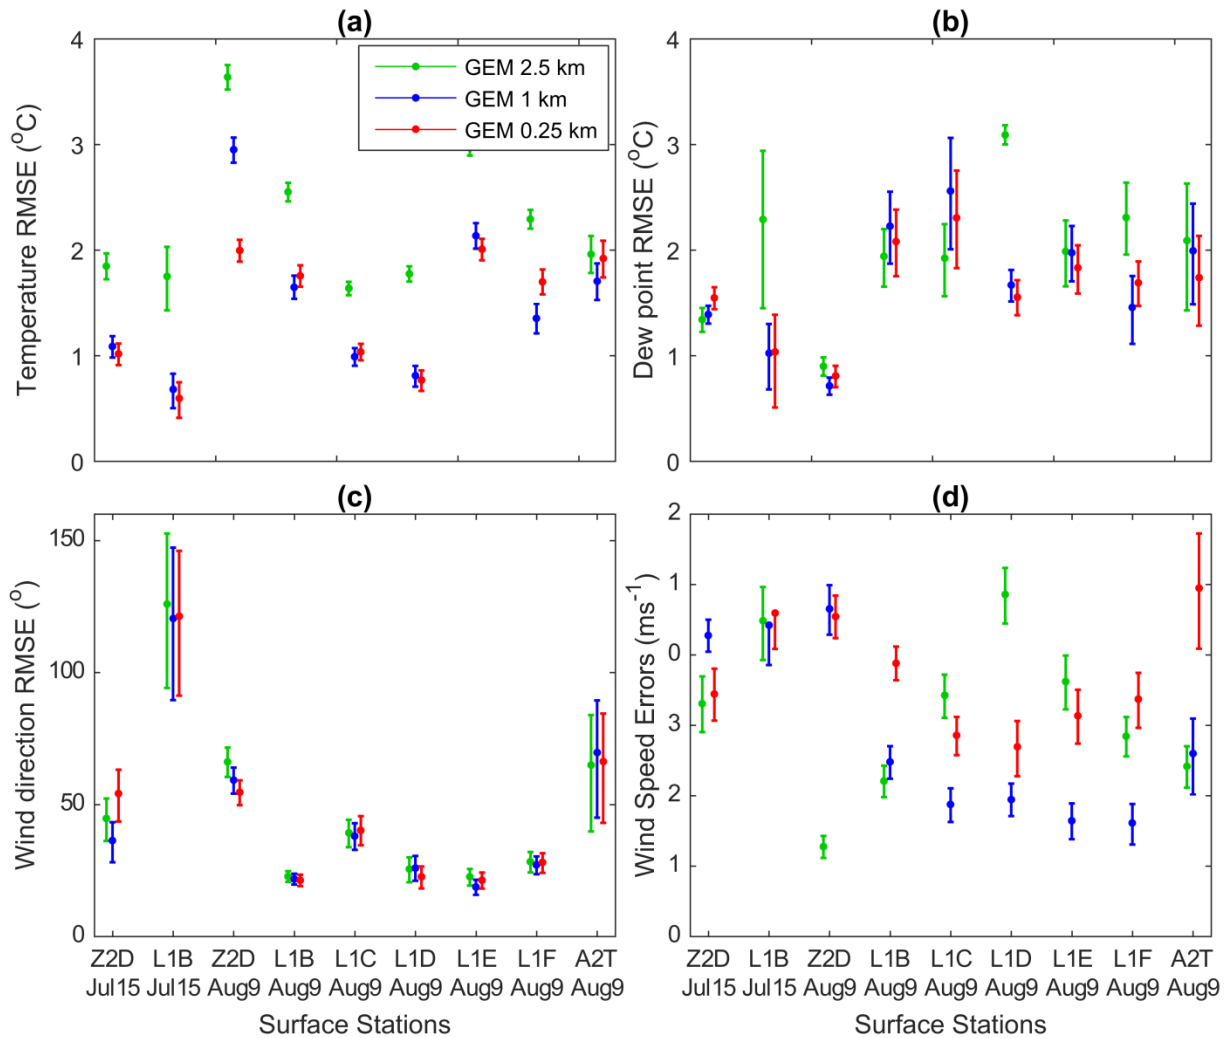 (a)
Temperature RMSE (°C)
4
3
2
1
0
GEM 2.5 km
GEM 1 km
GEM 0.25 km
(b)
Dew point RMSE (°C)
4
3
2
1
0
(c)
Wind direction RMSE (°)
150
100
50
0
Z2D L1B Z2D L1B L1C L1D L1E L1F A2T
Jul15 Jul15 Aug9 Aug9 Aug9 Aug9 Aug9 Aug9 Aug9
Surface Stations
(d)
Wind Speed Errors (ms⁻¹)
2
1
0
3
2
1
0
Z2D L1B Z2D L1B L1C L1D L1E L1F A2T
Jul15 Jul15 Aug9 Aug9 Aug9 Aug9 Aug9 Aug9 Aug9
Surface Stations